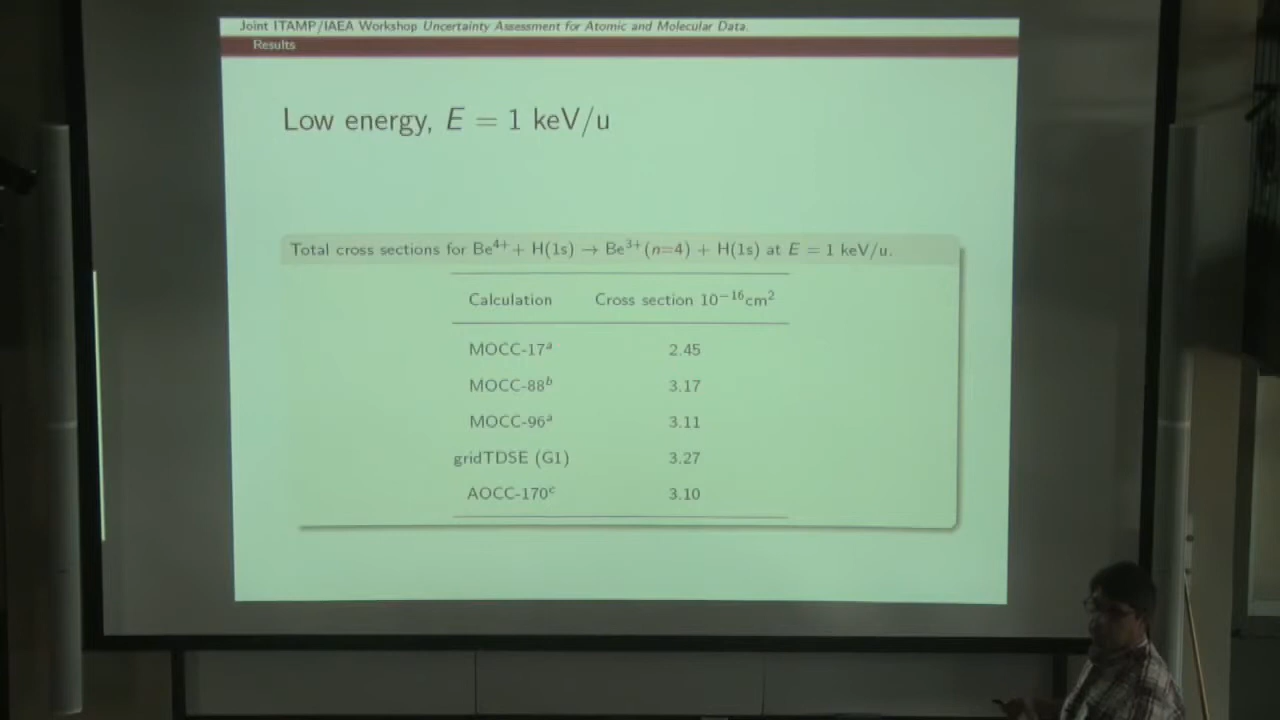 Joint ITAMP/IAEA Workshop Uncertainty Assessment for Atomic and Molecular Data.
Results
Low energy, E = 1 keV/u
Total cross sections for Be⁴⁺ + H(1s) → Be³⁺(n=4) + H(1s) at E = 1 keV/u.
Calculation Cross section 10⁻¹⁶cm²
MOCC-17ᵃ 2.45
MOCC-88ᵇ 3.17
MOCC-96ᵃ 3.11
gridTDSE (G1) 3.27
AOCC-170ᶜ 3.10